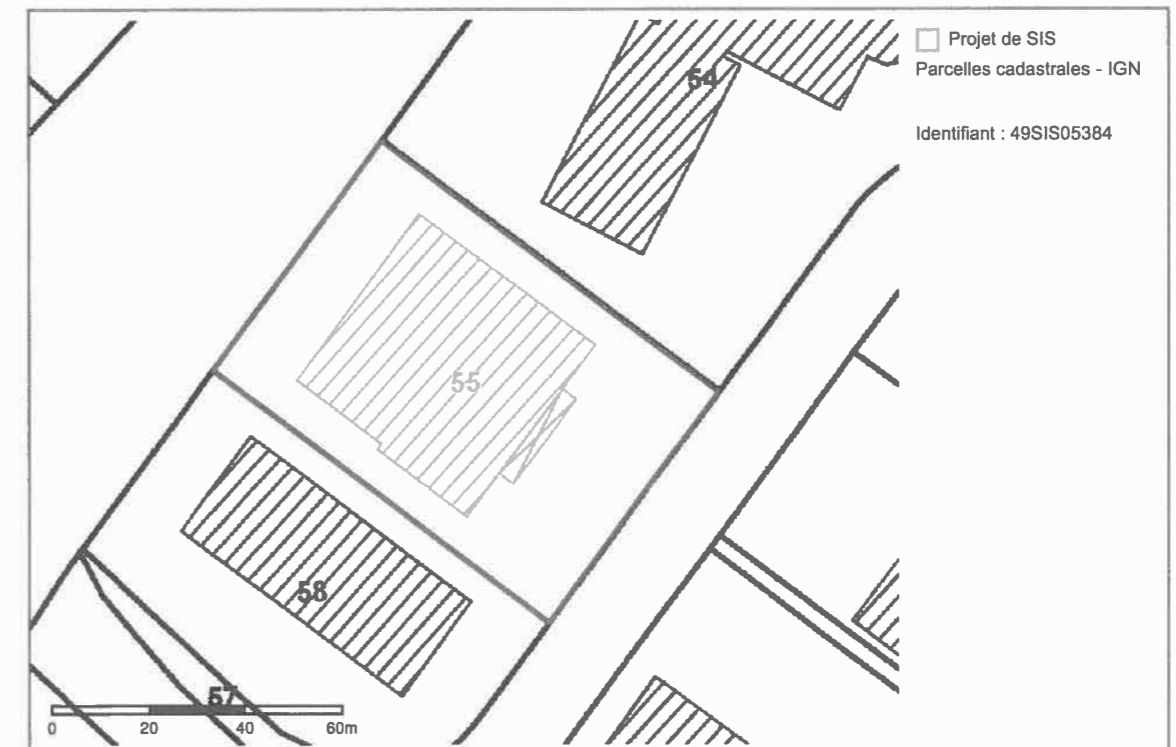 Projet de SIS
Parcelles cadastrales - IGN
Identifiant : 49SIS05384
54
55
58
57
0 20 40 60m